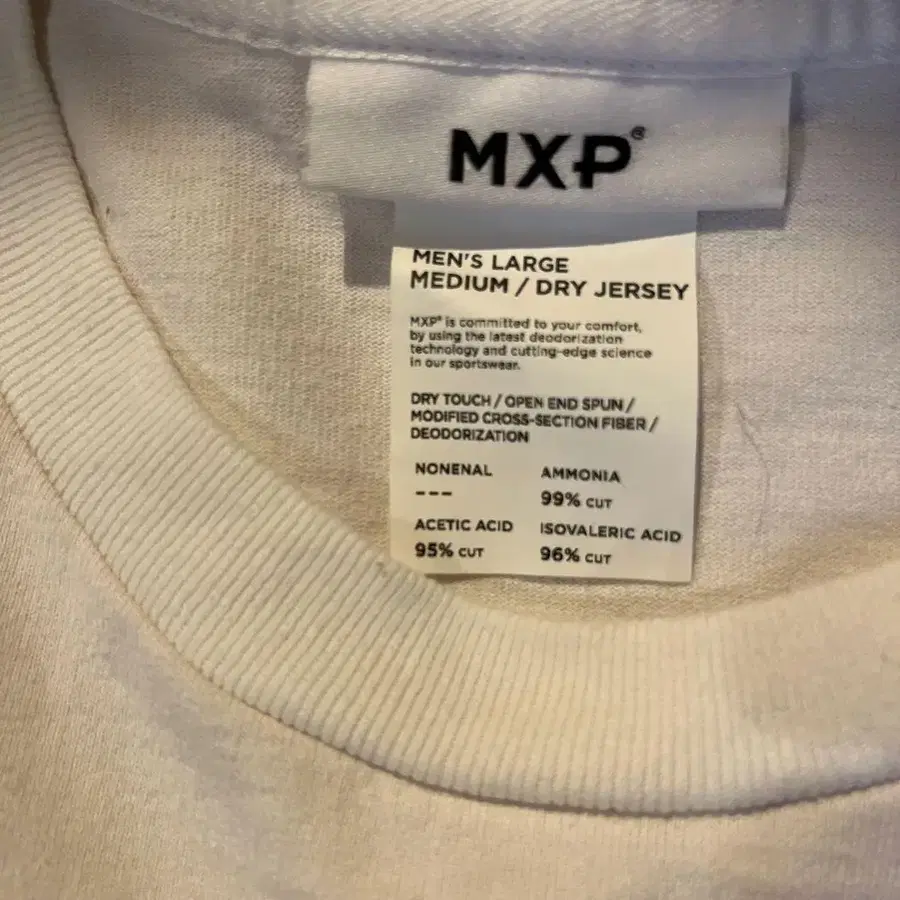 MXP®
MEN'S LARGE
MEDIUM / DRY JERSEY
MXP® is committed to your comfort,
by using the latest deodorization
technology and cutting-edge science
in our sportswear.
DRY TOUCH / OPEN END SPUN /
MODIFIED CROSS-SECTION FIBER /
DEODORIZATION
NONENAL AMMONIA
--- 99% CUT
ACETIC ACID ISOVALERIC ACID
95% CUT 96% CUT